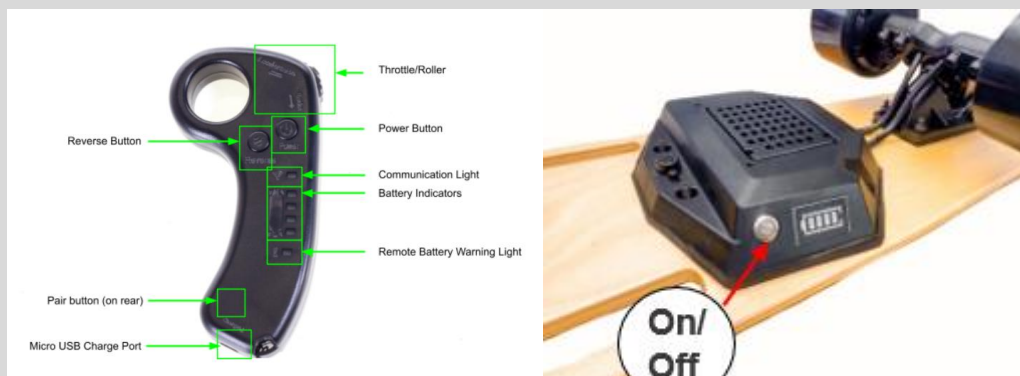 Throttle/Roller
Reverse Button
Power Button
Communication Light
Battery Indicators
Remote Battery Warning Light
Pair button (on rear)
Micro USB Charge Port
On/
Off